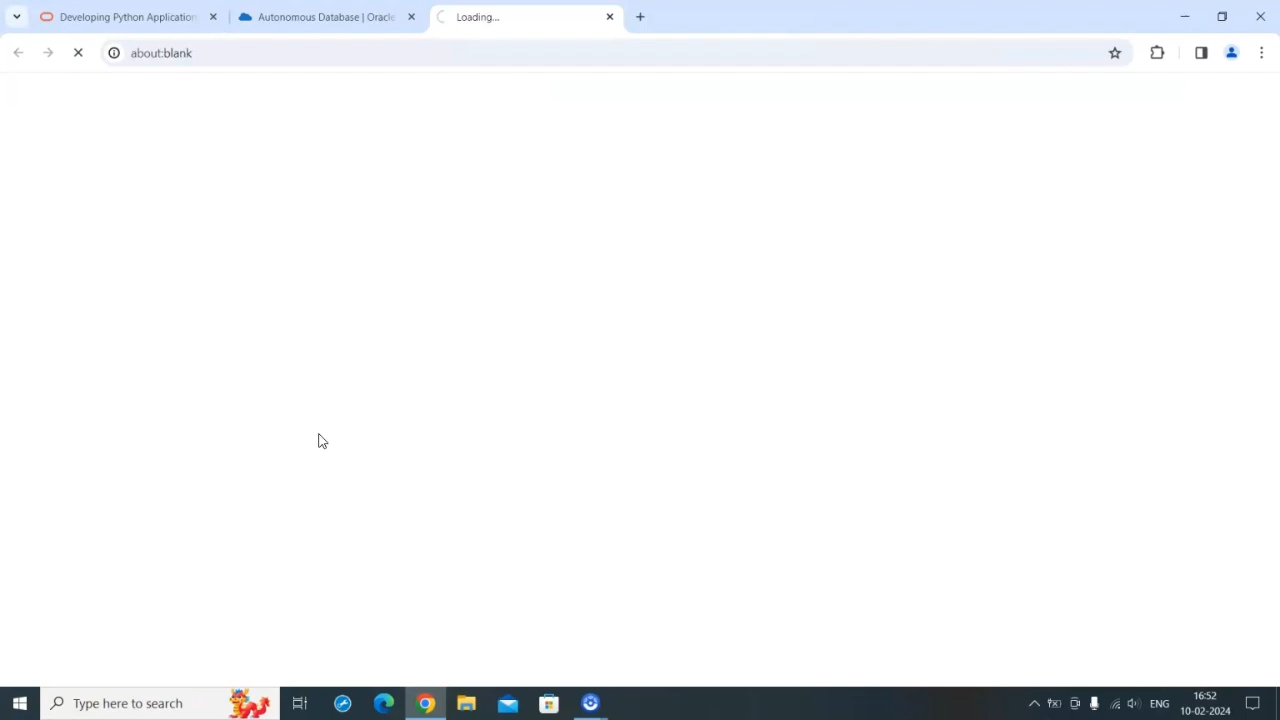 Developing Python Application
Autonomous Database | Oracle
Loading...
about:blank
Type here to search
ENG
16:52
10-02-2024